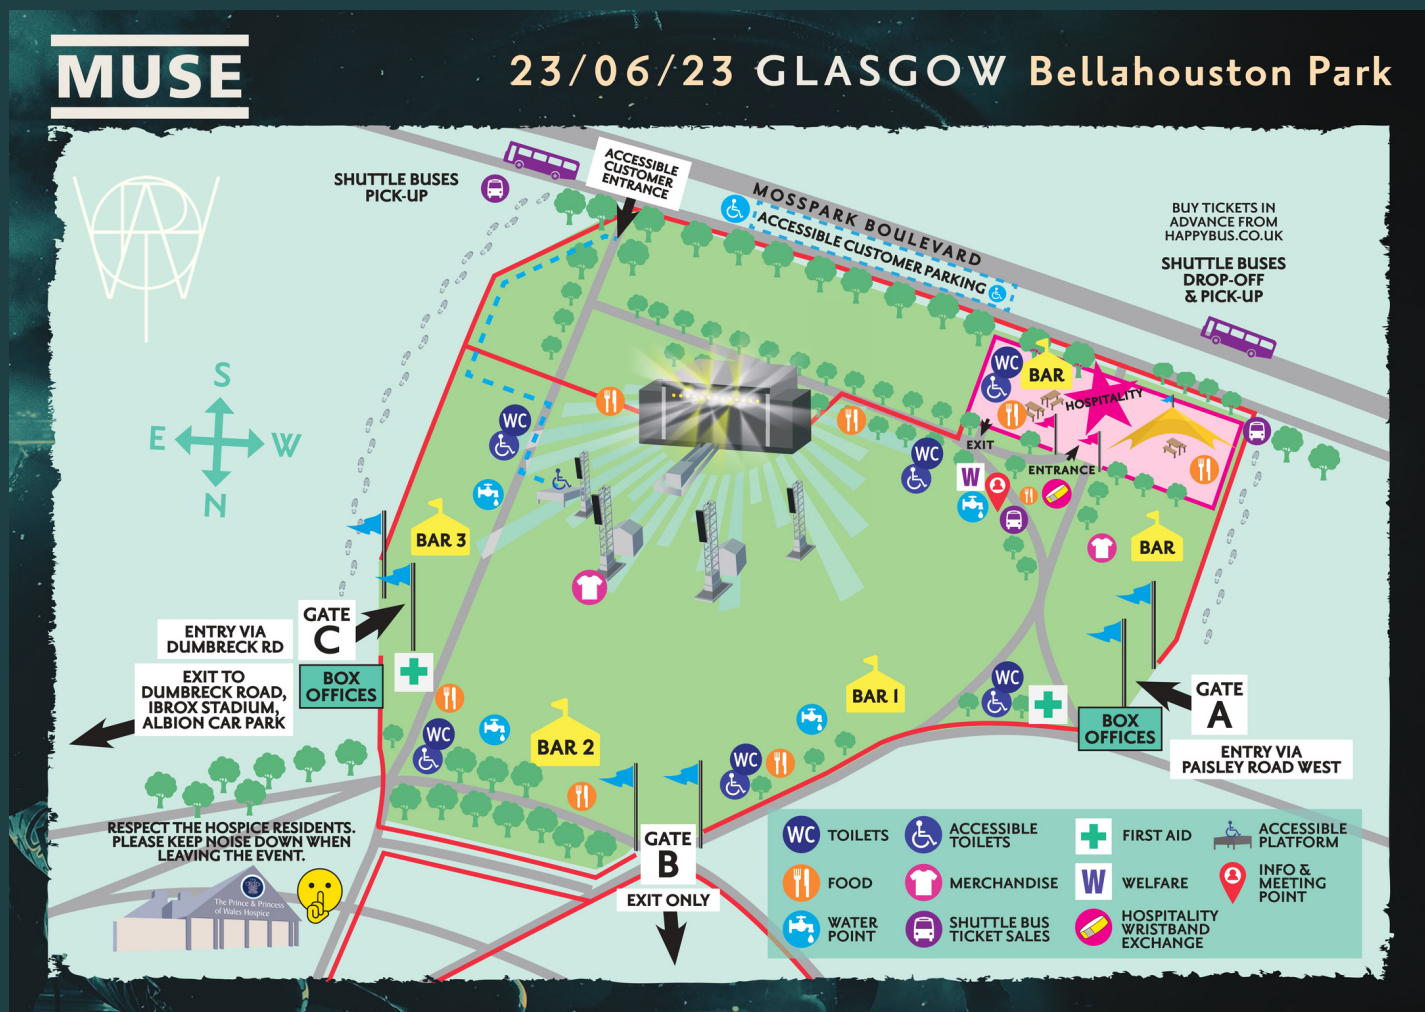 MUSE
23/06/23 GLASGOW Bellahouston Park
SHUTTLE BUSES
PICK-UP
ACCESSIBLE
CUSTOMER
ENTRANCE
MOSSPARK BOULEVARD
ACCESSIBLE CUSTOMER PARKING
BUY TICKETS IN
ADVANCE FROM
HAPPYBUS.CO.UK
SHUTTLE BUSES
DROP-OFF
& PICK-UP
S
E
W
N
WC
BAR
HOSPITALITY
EXIT
ENTRANCE
WC
WC
W
BAR 3
BAR
GATE
C
ENTRY VIA
DUMBRECK RD
EXIT TO
DUMBRECK ROAD,
IBROX STADIUM,
ALBION CAR PARK
BOX
OFFICES
WC
BAR 2
WC
BAR 1
WC
BOX
OFFICES
GATE
A
ENTRY VIA
PAISLEY ROAD WEST
GATE
B
EXIT ONLY
RESPECT THE HOSPICE RESIDENTS.
PLEASE KEEP NOISE DOWN WHEN
LEAVING THE EVENT.
The Prince & Princess
of Wales Hospice
WC TOILETS
ACCESSIBLE
TOILETS
FIRST AID
ACCESSIBLE
PLATFORM
FOOD
MERCHANDISE
W WELFARE
INFO &
MEETING
POINT
WATER
POINT
SHUTTLE BUS
TICKET SALES
HOSPITALITY
WRISTBAND
EXCHANGE